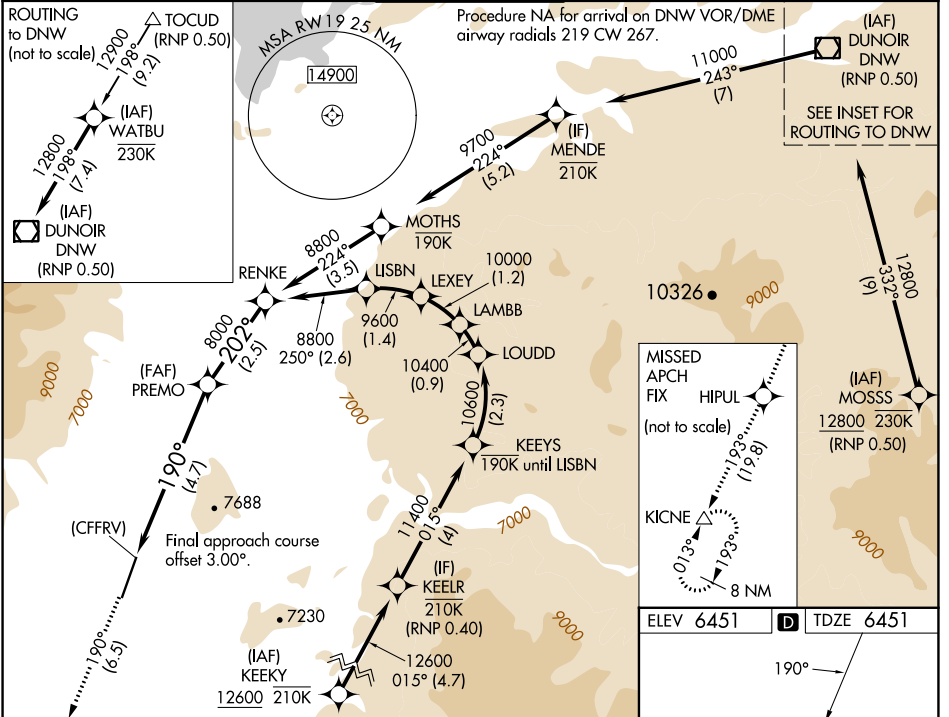 ROUTING
to DNW
(not to scale)
TOCUD
(RNP 0.50)
12900
198°
(9.2)
(IAF)
WATBU
230K
12800
198°
(7.4)
(IAF)
DUNOIR
DNW
(RNP 0.50)
MSA RW19 25 NM
14900
Procedure NA for arrival on DNW VOR/DME
airway radials 219 CW 267.
(IAF)
DUNOIR
DNW
(RNP 0.50)
SEE INSET FOR
ROUTING TO DNW
11000
243°
(7)
(IF)
MENDE
210K
9700
224°
(5.2)
MOTHS
190K
8800
224°
(3.5)
RENKE
LISBN
LEXEY
10000
(1.2)
LAMBB
9600
(1.4)
8800
250° (2.6)
LOUDD
10400
(0.9)
10326
9000
12800
332°
(9)
8000
202°
(2.5)
(FAF)
PREMO
9000
7000
7000
10600
(2.3)
KEEYS
190K until LISBN
(IAF)
MOSSS
12800 230K
(RNP 0.50)
MISSED
APCH
FIX
HIPUL
(not to scale)
193°
(19.8)
KICNE
013°
193°
8 NM
190°
(4.7)
7688
Final approach course
offset 3.00°.
(CFFRV)
11400
015°
(4)
7000
9000
(IF)
KEELR
210K
(RNP 0.40)
7230
9000
190°
(6.5)
(IAF)
KEEKY
12600 210K
12600
015° (4.7)
ELEV 6451
D
TDZE 6451
190°